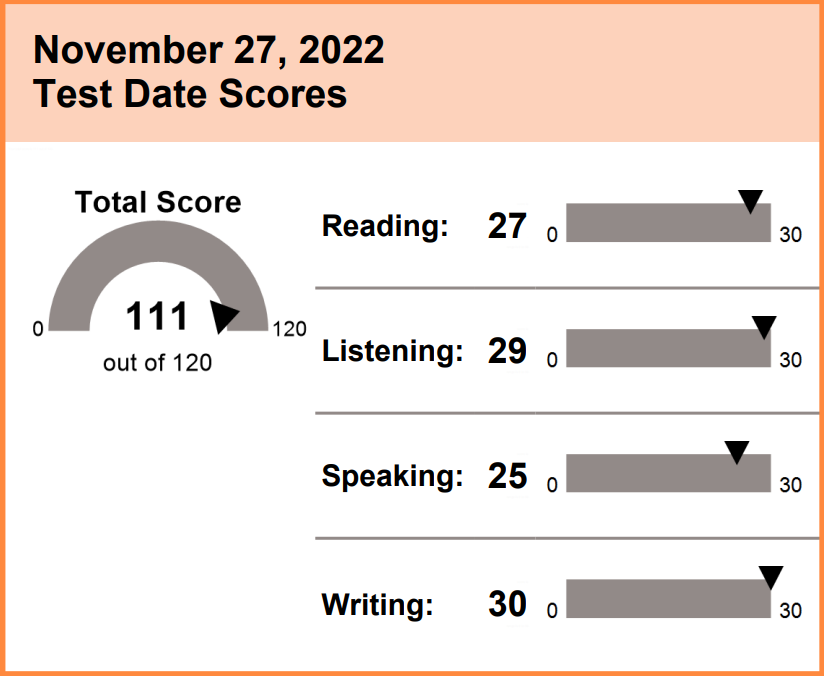 November 27, 2022
Test Date Scores
Total Score
111
0
120
out of 120
Reading: 27 0 30
Listening: 29 0 30
Speaking: 25 0 30
Writing: 30 0 30